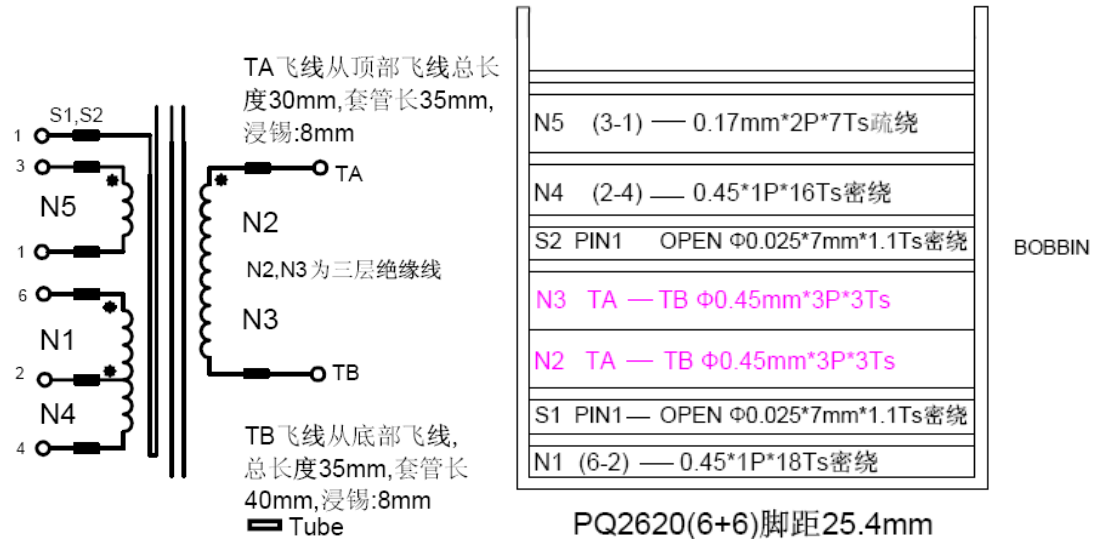 TA飞线从顶部飞线总长
度30mm,套管长35mm,
浸锡:8mm
S1,S2
1
3
N5
1
6
N1
2
N4
4
TA
N2
N2,N3为三层绝缘线
N3
TB
TB飞线从底部飞线,
总长度35mm,套管长
40mm,浸锡:8mm
Tube
N5 (3-1) — 0.17mm*2P*7Ts疏绕
N4 (2-4) — 0.45*1P*16Ts密绕
S2 PIN1 OPEN Φ0.025*7mm*1.1Ts密绕
N3 TA — TB Φ0.45mm*3P*3Ts
N2 TA — TB Φ0.45mm*3P*3Ts
S1 PIN1— OPEN Φ0.025*7mm*1.1Ts密绕
N1 (6-2) — 0.45*1P*18Ts密绕
BOBBIN
PQ2620(6+6)脚距25.4mm